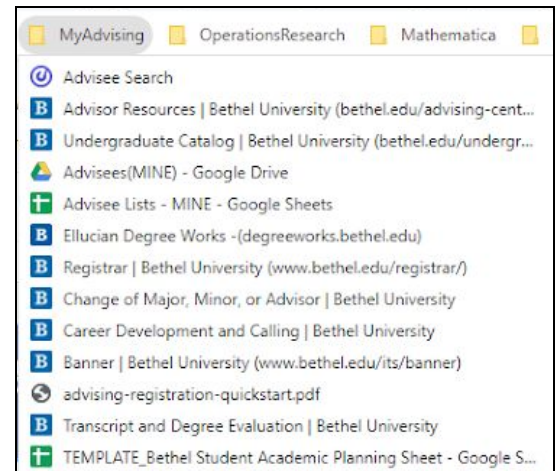 MyAdvising OperationsResearch Mathematica
Advisee Search
Advisor Resources | Bethel University (bethel.edu/advising-cent...
Undergraduate Catalog | Bethel University (bethel.edu/undergr...
Advisees(MINE) - Google Drive
Advisee Lists - MINE - Google Sheets
Ellucian Degree Works -(degreeworks.bethel.edu)
Registrar | Bethel University (www.bethel.edu/registrar/)
Change of Major, Minor, or Advisor | Bethel University
Career Development and Calling | Bethel University
Banner | Bethel University (www.bethel.edu/its/banner)
advising-registration-quickstart.pdf
Transcript and Degree Evaluation | Bethel University
TEMPLATE_Bethel Student Academic Planning Sheet - Google S...